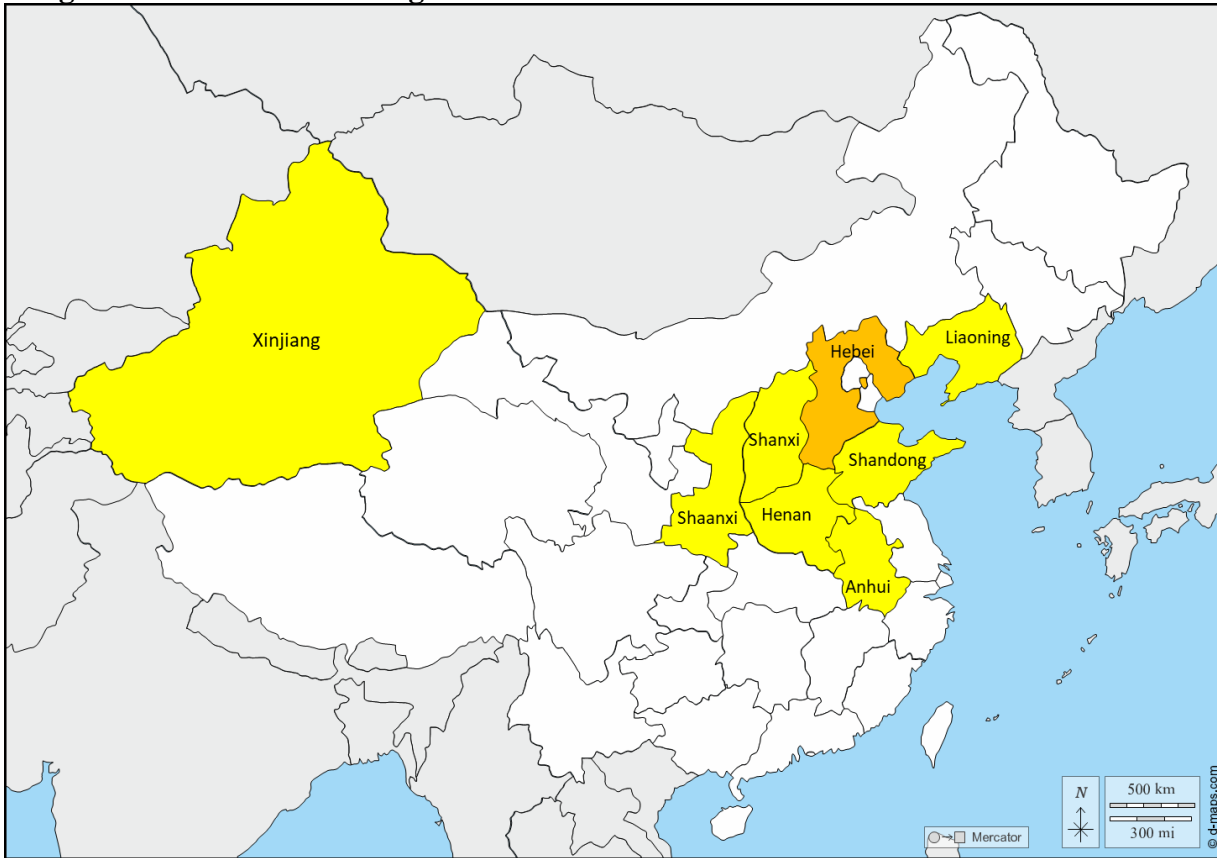 Xinjiang
Liaoning
Hebei
Shanxi
Shandong
Shaanxi
Henan
Anhui
N
500 km
300 mi
Mercator
© d-maps.com